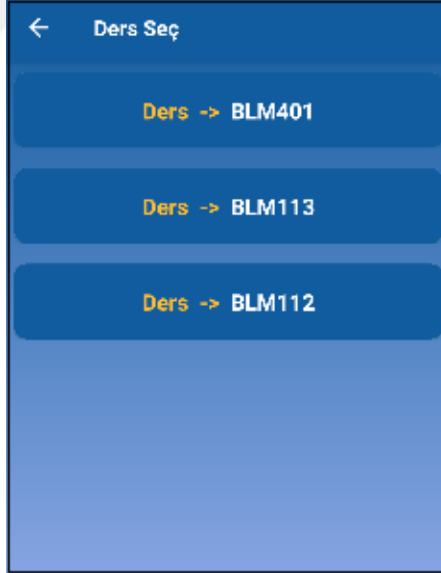 Ders Seç
Ders -> BLM401
Ders -> BLM113
Ders -> BLM112